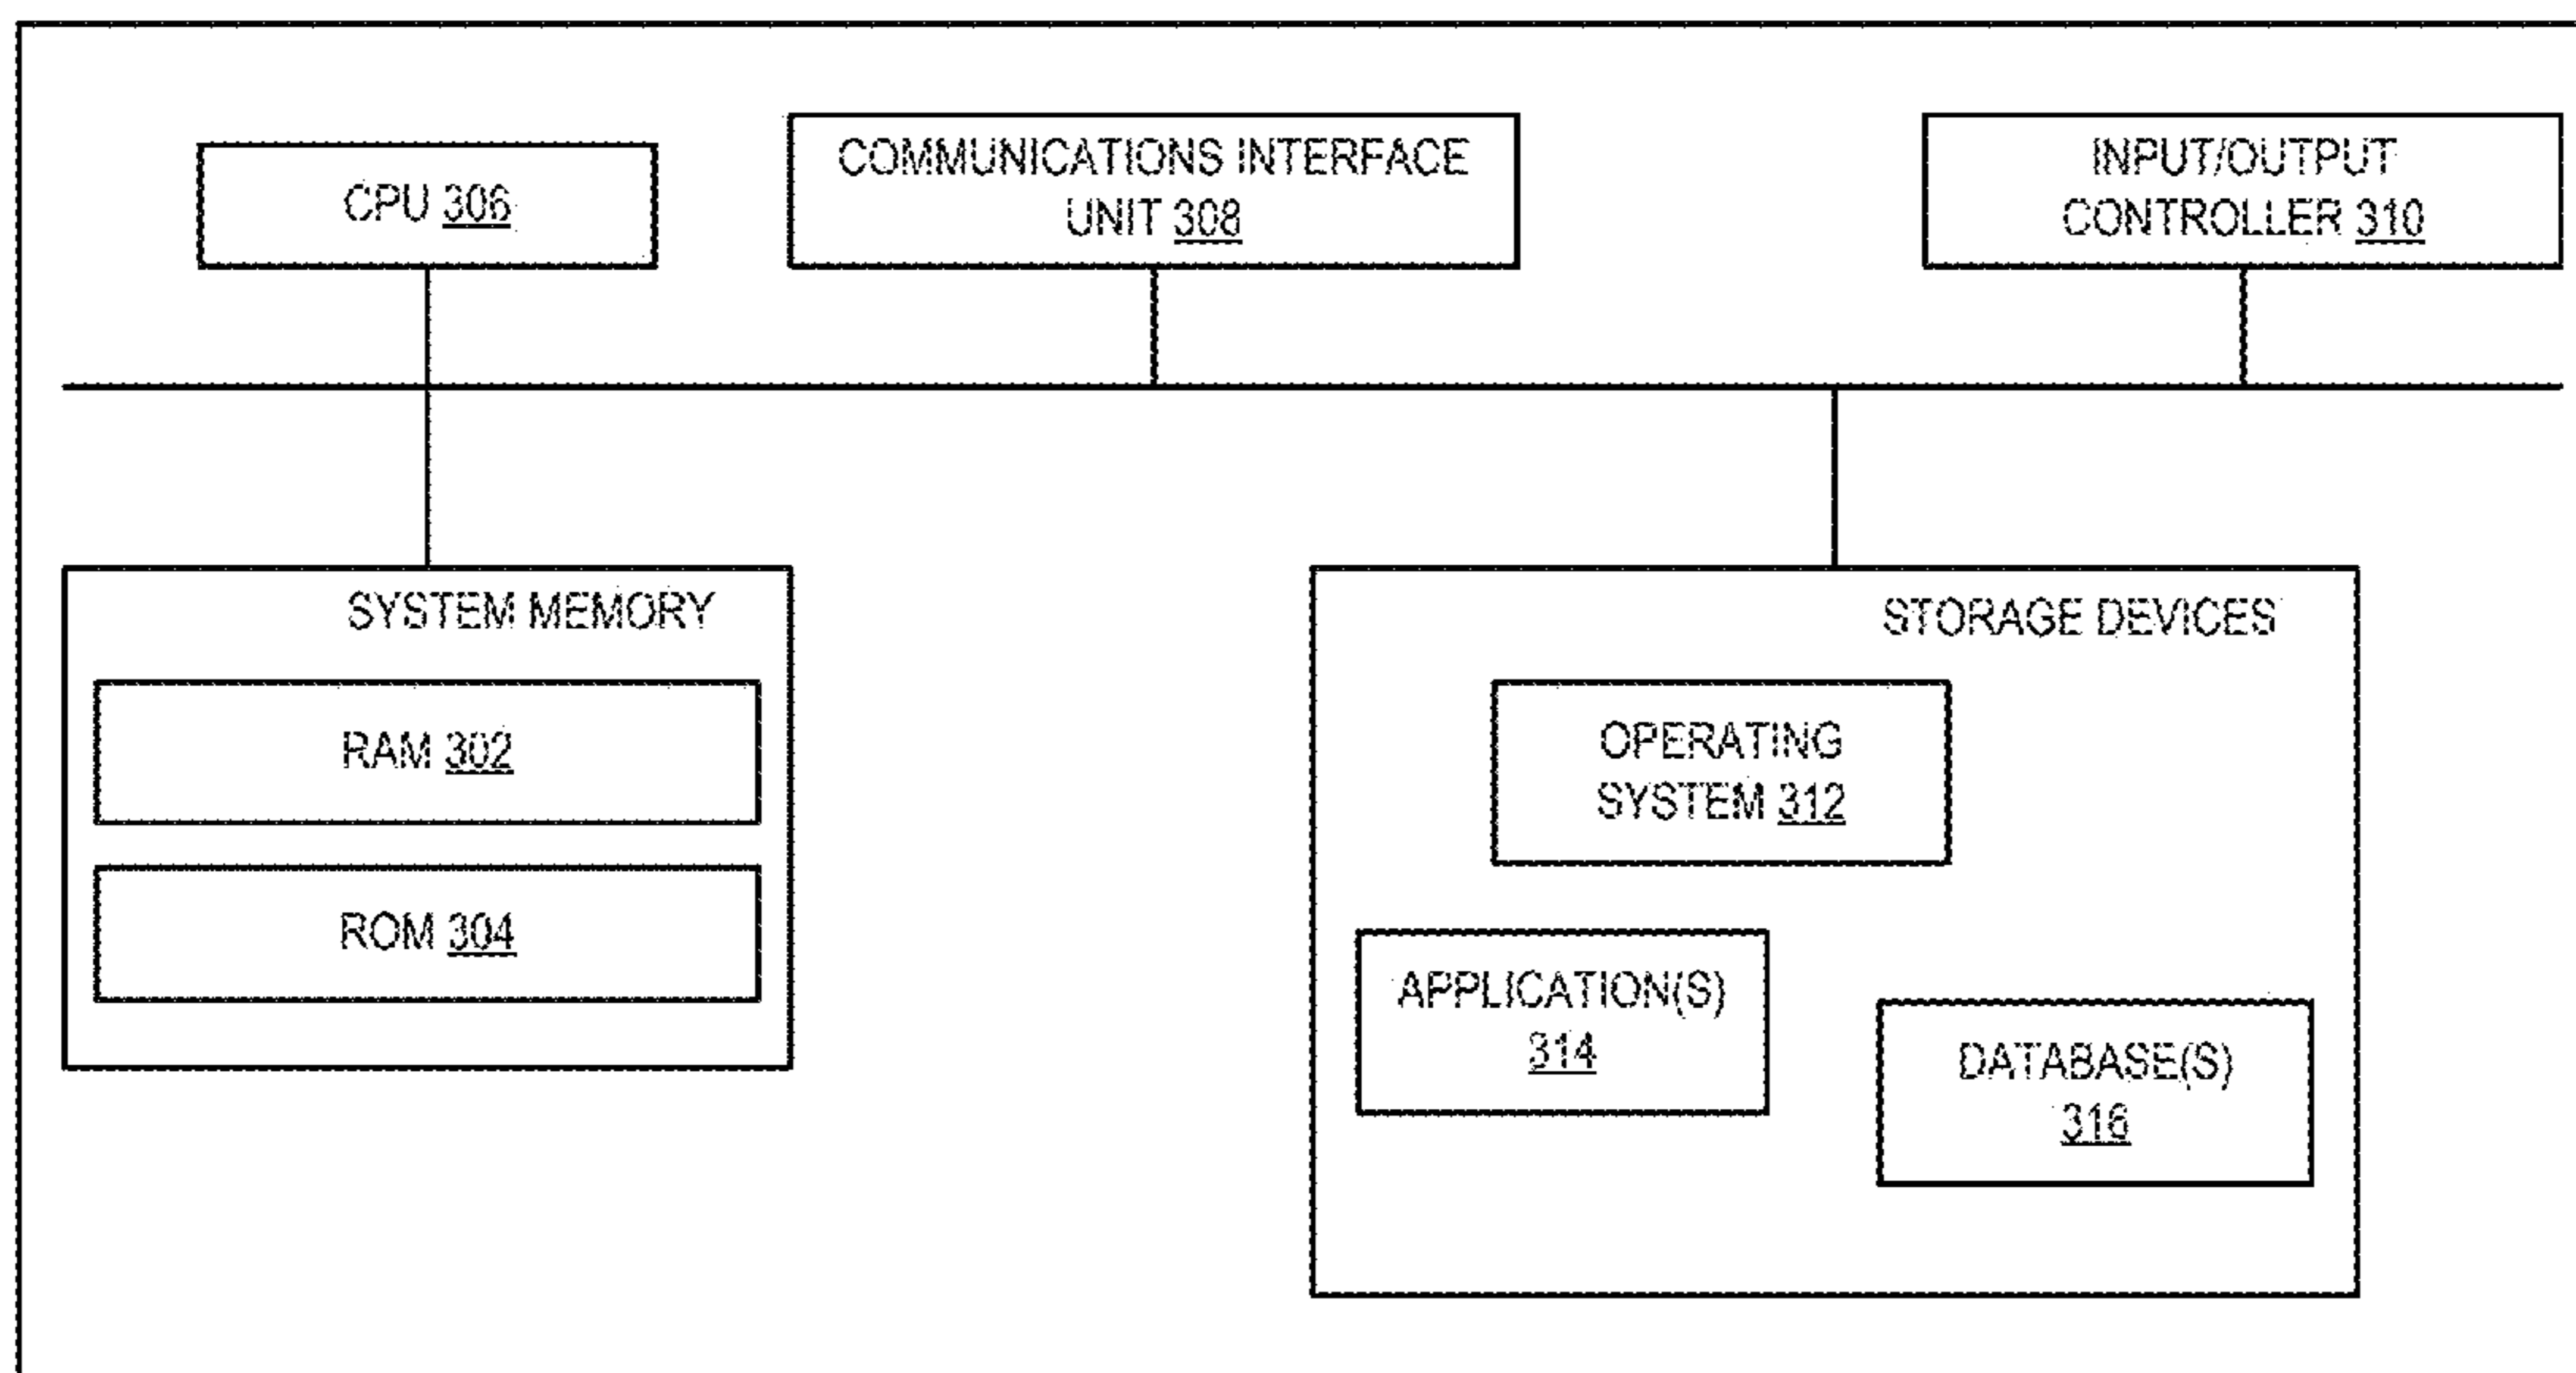 CPU 306
COMMUNICATIONS INTERFACE
UNIT 308
INPUT/OUTPUT
CONTROLLER 310
SYSTEM MEMORY
RAM 302
ROM 304
STORAGE DEVICES
OPERATING
SYSTEM 312
APPLICATION(S)
314
DATABASE(S)
316